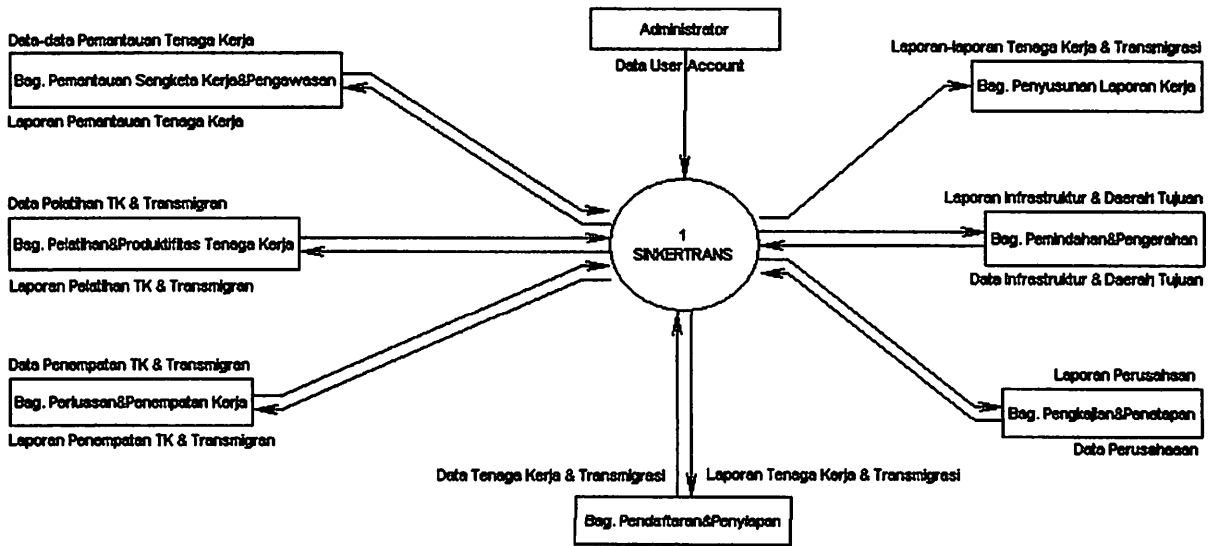 Administrator
Data User Account
Data-data Pemantauan Tenaga Kerja
Bag. Pemantauan Sengketa Kerja&Pengawasan
Laporan Pemantauan Tenaga Kerja
Laporan-laporan Tenaga Kerja & Transmigrasi
Bag. Penyusunan Laporan Kerja
Data Pelatihan TK & Transmigran
Bag. Pelatihan&Produktifitas Tenaga Kerja
Laporan Pelatihan TK & Transmigran
1
SINKERTRANS
Laporan Infrastruktur & Daerah Tujuan
Bag. Pemindahan&Pengerahan
Data Infrastruktur & Daerah Tujuan
Data Penempatan TK & Transmigran
Bag. Perluasan&Penempatan Kerja
Laporan Penempatan TK & Transmigran
Laporan Perusahaan
Bag. Pengkajian&Penetapan
Data Perusahaaan
Data Tenaga Kerja & Transmigrasi
Laporan Tenaga Kerja & Transmigrasi
Bag. Pendaftaran&Penyiapan